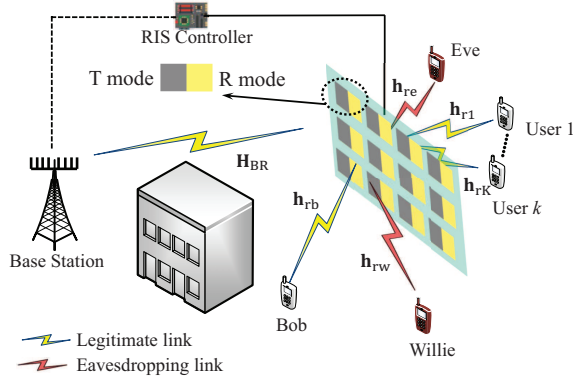 RIS Controller
Eve
T mode R mode
h_re
h_r1
User 1
H_BR
h_rK
User k
h_rb
h_rw
Base Station
Bob
Willie
Legitimate link
Eavesdropping link